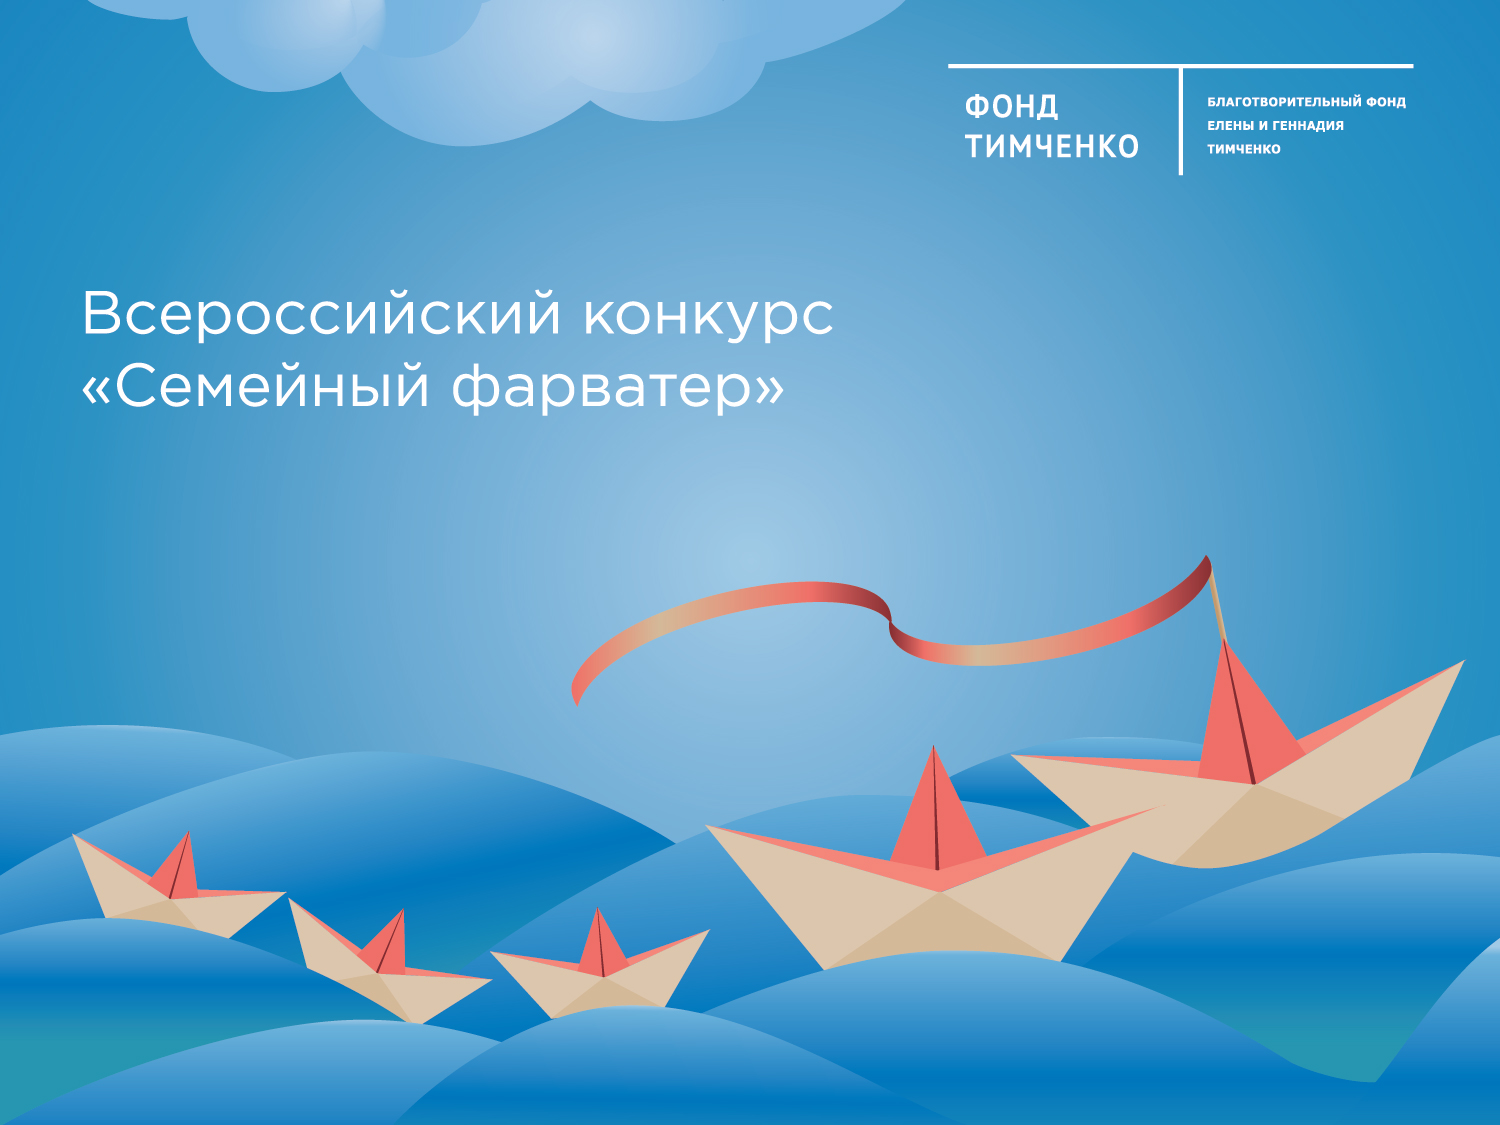 ФОНД
ТИМЧЕНКО
БЛАГОТВОРИТЕЛЬНЫЙ ФОНД
ЕЛЕНЫ И ГЕННАДИЯ
ТИМЧЕНКО
Всероссийский конкурс
«Семейный фарватер»